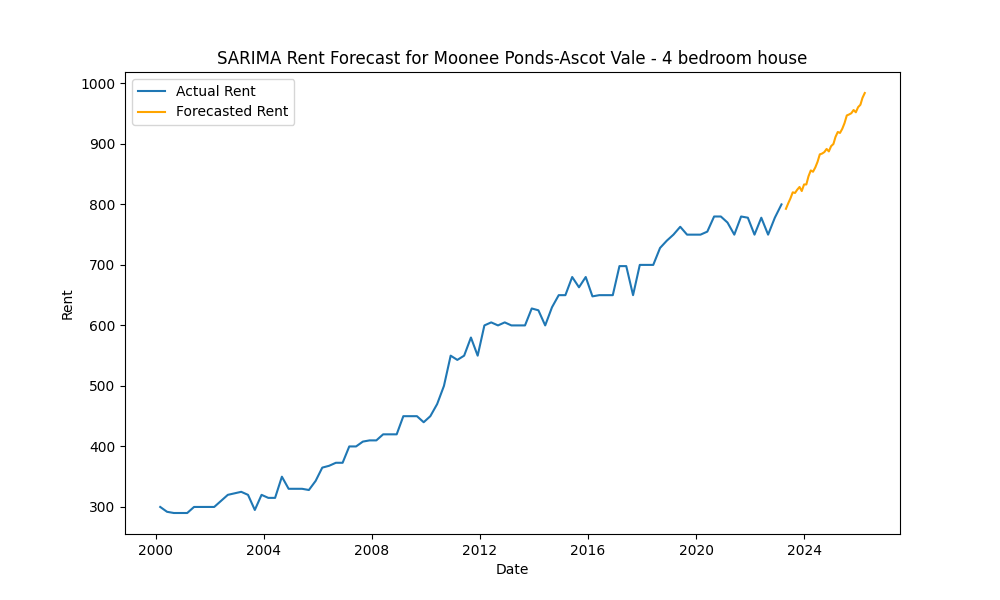 SARIMA Rent Forecast for Moonee Ponds-Ascot Vale - 4 bedroom house
Actual Rent
Forecasted Rent
1000
900
800
700
600
500
400
300
Rent
2000 2004 2008 2012 2016 2020 2024
Date